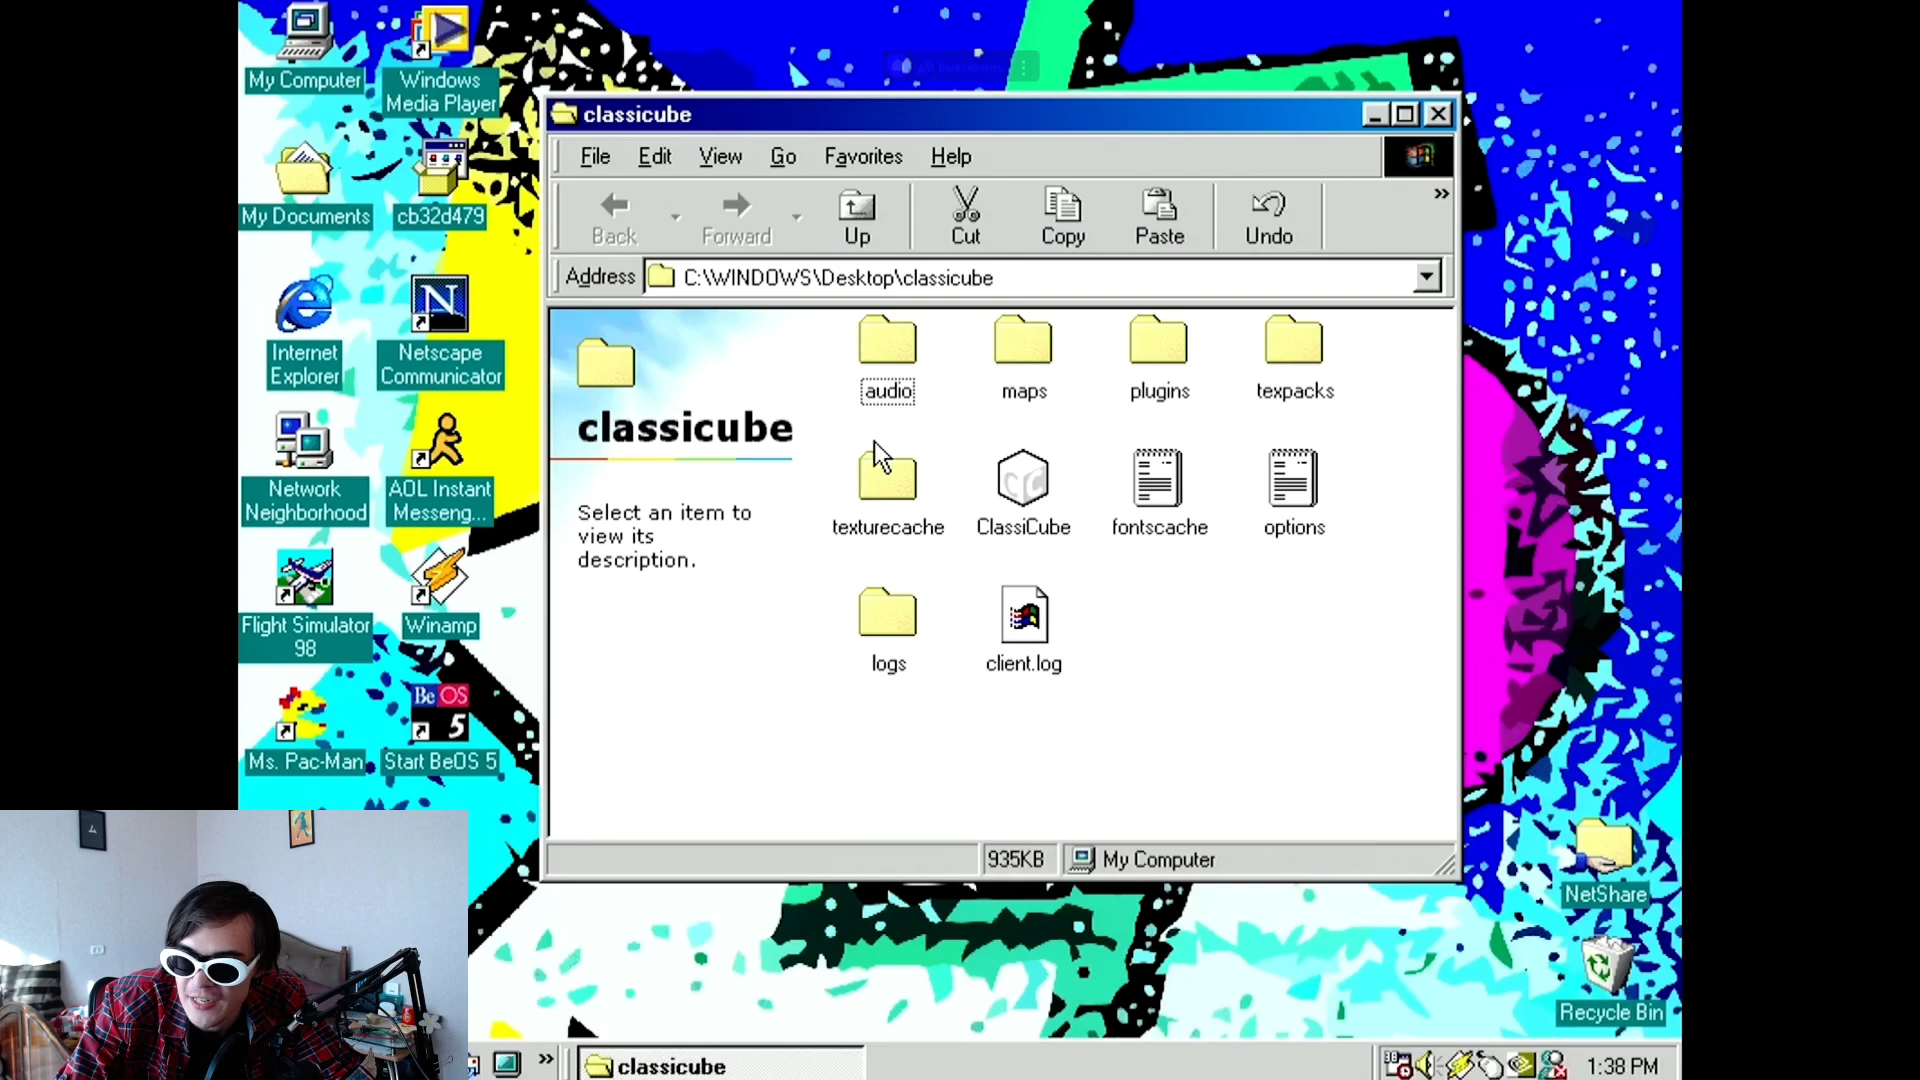 My Computer
Windows
Media Player
My Documents
cb32d479
Internet
Explorer
N
Netscape
Communicator
Network
Neighborhood
AOL Instant
Messeng...
Flight Simulator
98
Winamp
Ms. Pac-Man
Be OS
5
Start BeOS 5
classicube
File Edit View Go Favorites Help
Back Forward Up Cut Copy Paste Undo »
Address C:\WINDOWS\Desktop\classicube
classicube
Select an item to
view its
description.
audio maps plugins texpacks
CC
texturecache ClassiCube fontscache options
logs client.log
935KB My Computer
NetShare
Recycle Bin
» classicube 1:38 PM